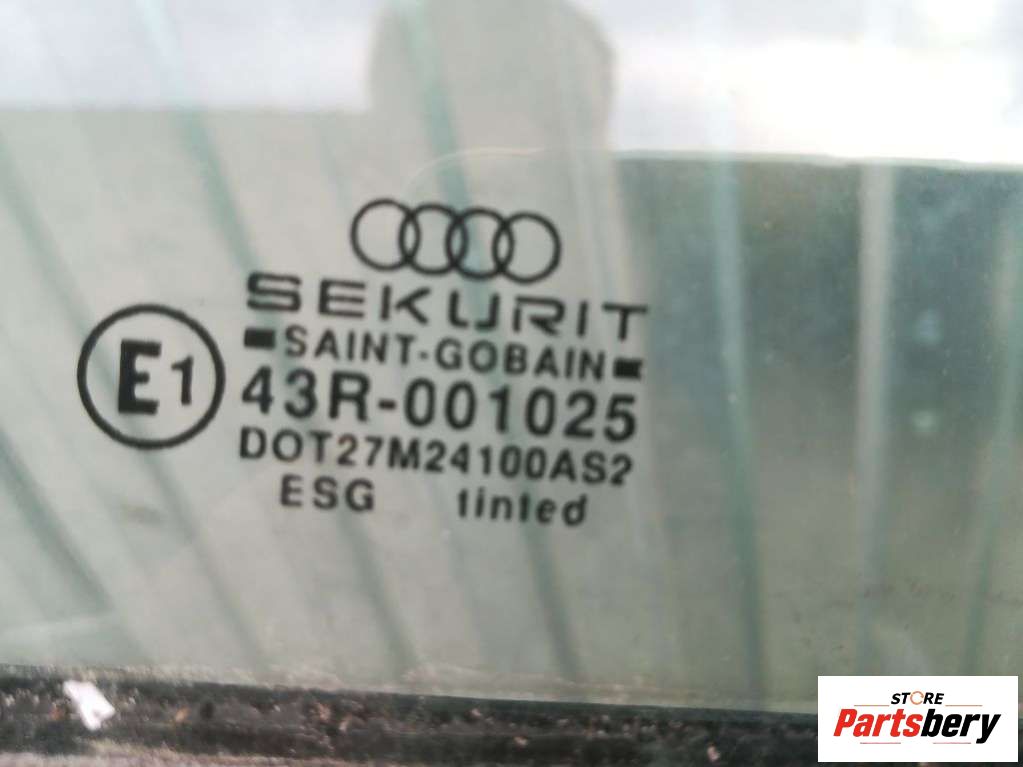 SEKURIT
SAINT-GOBAIN
E1
43R-001025
DOT27M24100AS2
ESG tinted
STORE
Partsbery